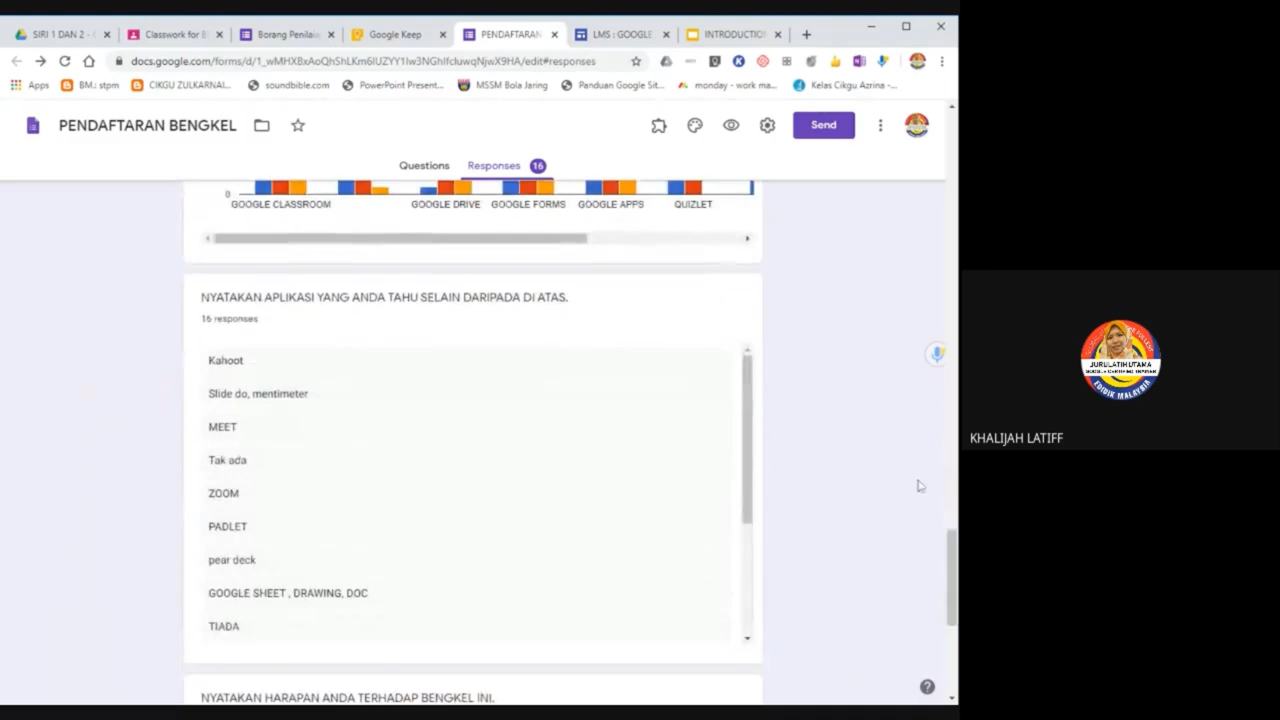 SIRI 1 DAN 2 - C
Classwork for B
Borang Penilaia
Google Keep
PENDAFTARAN
LMS : GOOGLE
INTRODUCTIO
docs.google.com/forms/d/1_wMHXBxAoQhShLKm6IUZYY1Iw3NGhIfcluwqNjwX9HA/edit#responses
Apps
BM.: stpm
CIKGU ZULKARNAI...
soundbible.com
PowerPoint Present...
MSSM Bola Jaring
Panduan Google Sit...
monday - work ma...
Kelas Cikgu Azrina -...
PENDAFTARAN BENGKEL
Send
Questions
Responses 16
0
GOOGLE CLASSROOM
GOOGLE DRIVE
GOOGLE FORMS
GOOGLE APPS
QUIZLET
NYATAKAN APLIKASI YANG ANDA TAHU SELAIN DARIPADA DI ATAS.
16 responses
Kahoot
Slide do, mentimeter
MEET
Tak ada
ZOOM
PADLET
pear deck
GOOGLE SHEET , DRAWING, DOC
TIADA
NYATAKAN HARAPAN ANDA TERHADAP BENGKEL INI.
JURULATIH UTAMA
GOOGLE CERTIFIED TRAINER
EDIDIK MALAYSIA
KHALIJAH LATIFF